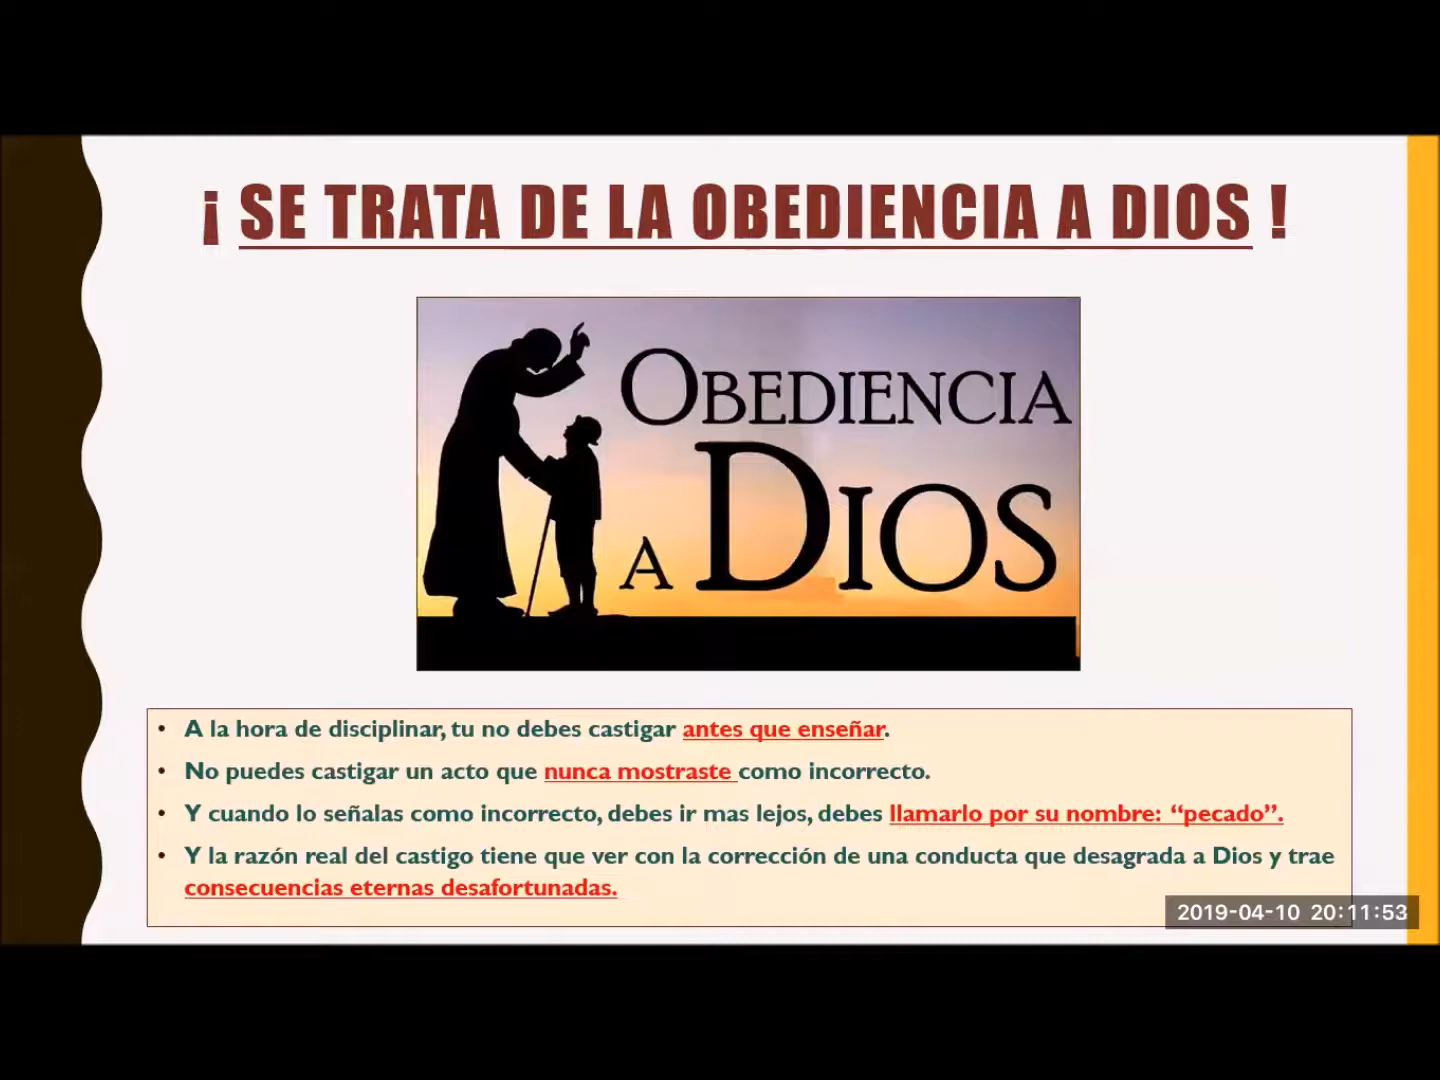 ¡ SE TRATA DE LA OBEDIENCIA A DIOS !
OBEDIENCIA
A DIOS
• A la hora de disciplinar, tu no debes castigar antes que enseñar.
• No puedes castigar un acto que nunca mostraste como incorrecto.
• Y cuando lo señalas como incorrecto, debes ir mas lejos, debes llamarlo por su nombre: “pecado”.
• Y la razón real del castigo tiene que ver con la corrección de una conducta que desagrada a Dios y trae
consecuencias eternas desafortunadas.
2019-04-10 20:11:53